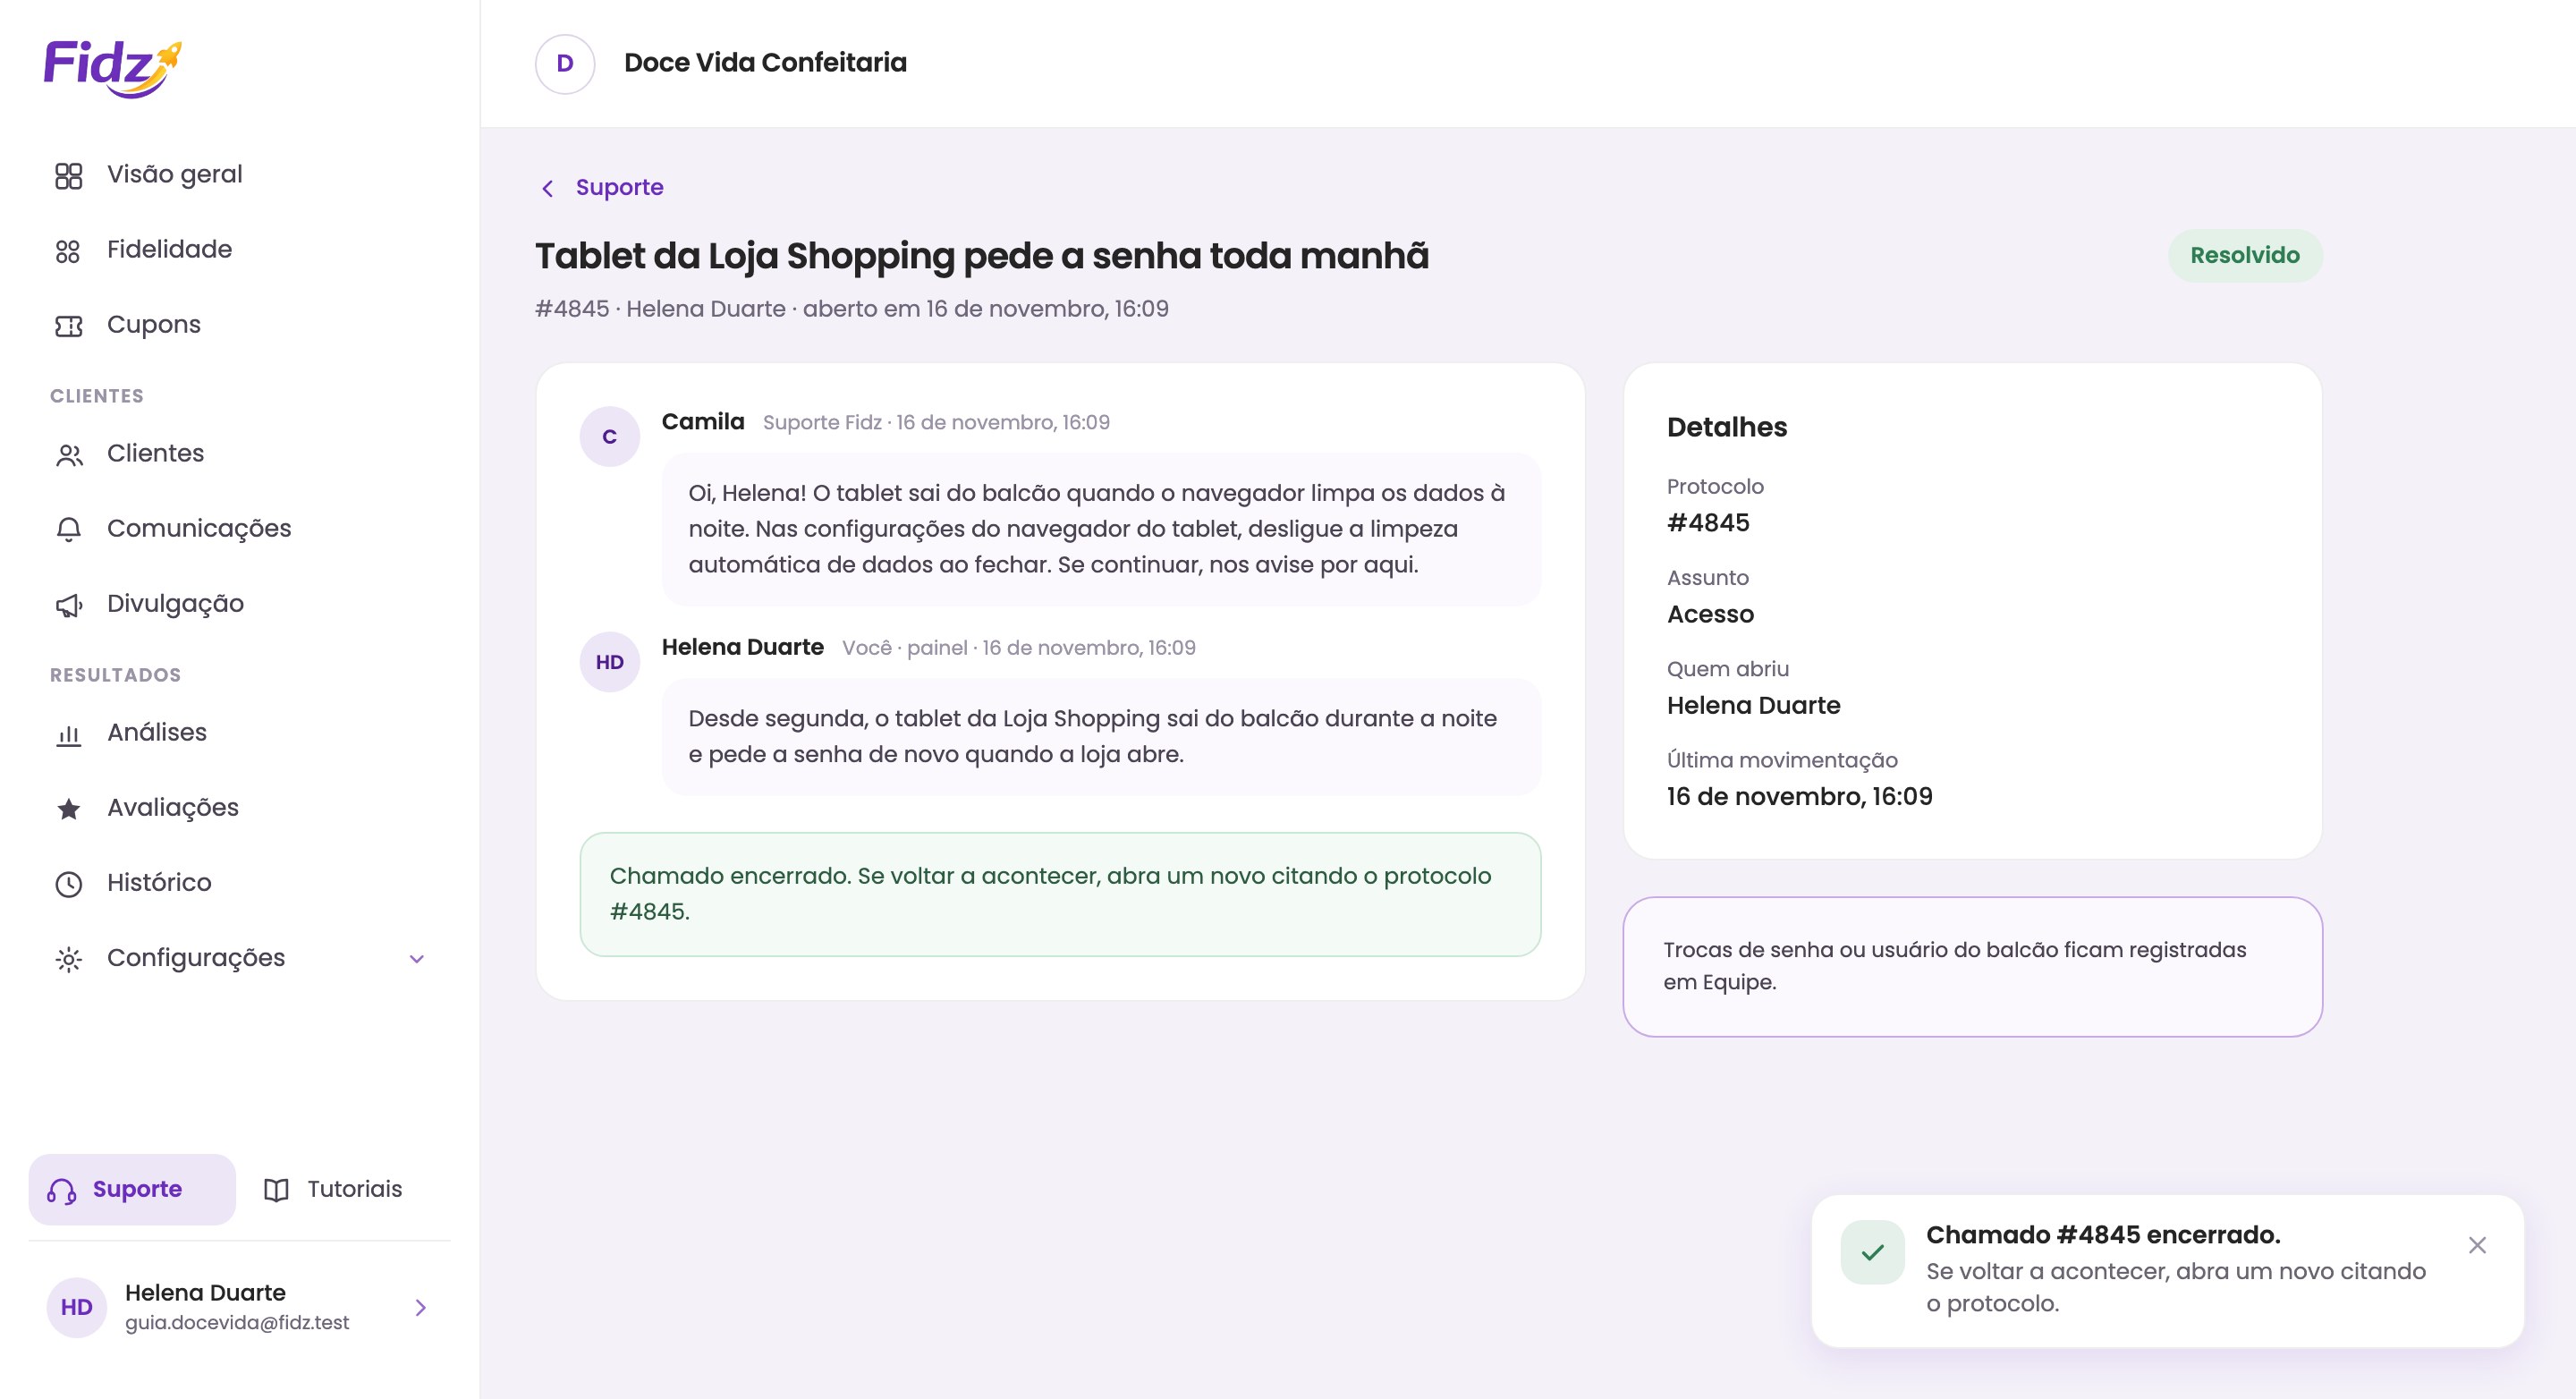 Fidz
Visão geral
Fidelidade
Cupons
CLIENTES
Clientes
Comunicações
Divulgação
RESULTADOS
Análises
Avaliações
Histórico
Configurações
Suporte
Tutoriais
HD
Helena Duarte
guia.docevida@fidz.test
D
Doce Vida Confeitaria
Suporte
Tablet da Loja Shopping pede a senha toda manhã
Resolvido
#4845 · Helena Duarte · aberto em 16 de novembro, 16:09
C
Camila Suporte Fidz · 16 de novembro, 16:09
Oi, Helena! O tablet sai do balcão quando o navegador limpa os dados à
noite. Nas configurações do navegador do tablet, desligue a limpeza
automática de dados ao fechar. Se continuar, nos avise por aqui.
HD
Helena Duarte Você · painel · 16 de novembro, 16:09
Desde segunda, o tablet da Loja Shopping sai do balcão durante a noite
e pede a senha de novo quando a loja abre.
Chamado encerrado. Se voltar a acontecer, abra um novo citando o protocolo
#4845.
Detalhes
Protocolo
#4845
Assunto
Acesso
Quem abriu
Helena Duarte
Última movimentação
16 de novembro, 16:09
Trocas de senha ou usuário do balcão ficam registradas
em Equipe.
Chamado #4845 encerrado.
Se voltar a acontecer, abra um novo citando
o protocolo.